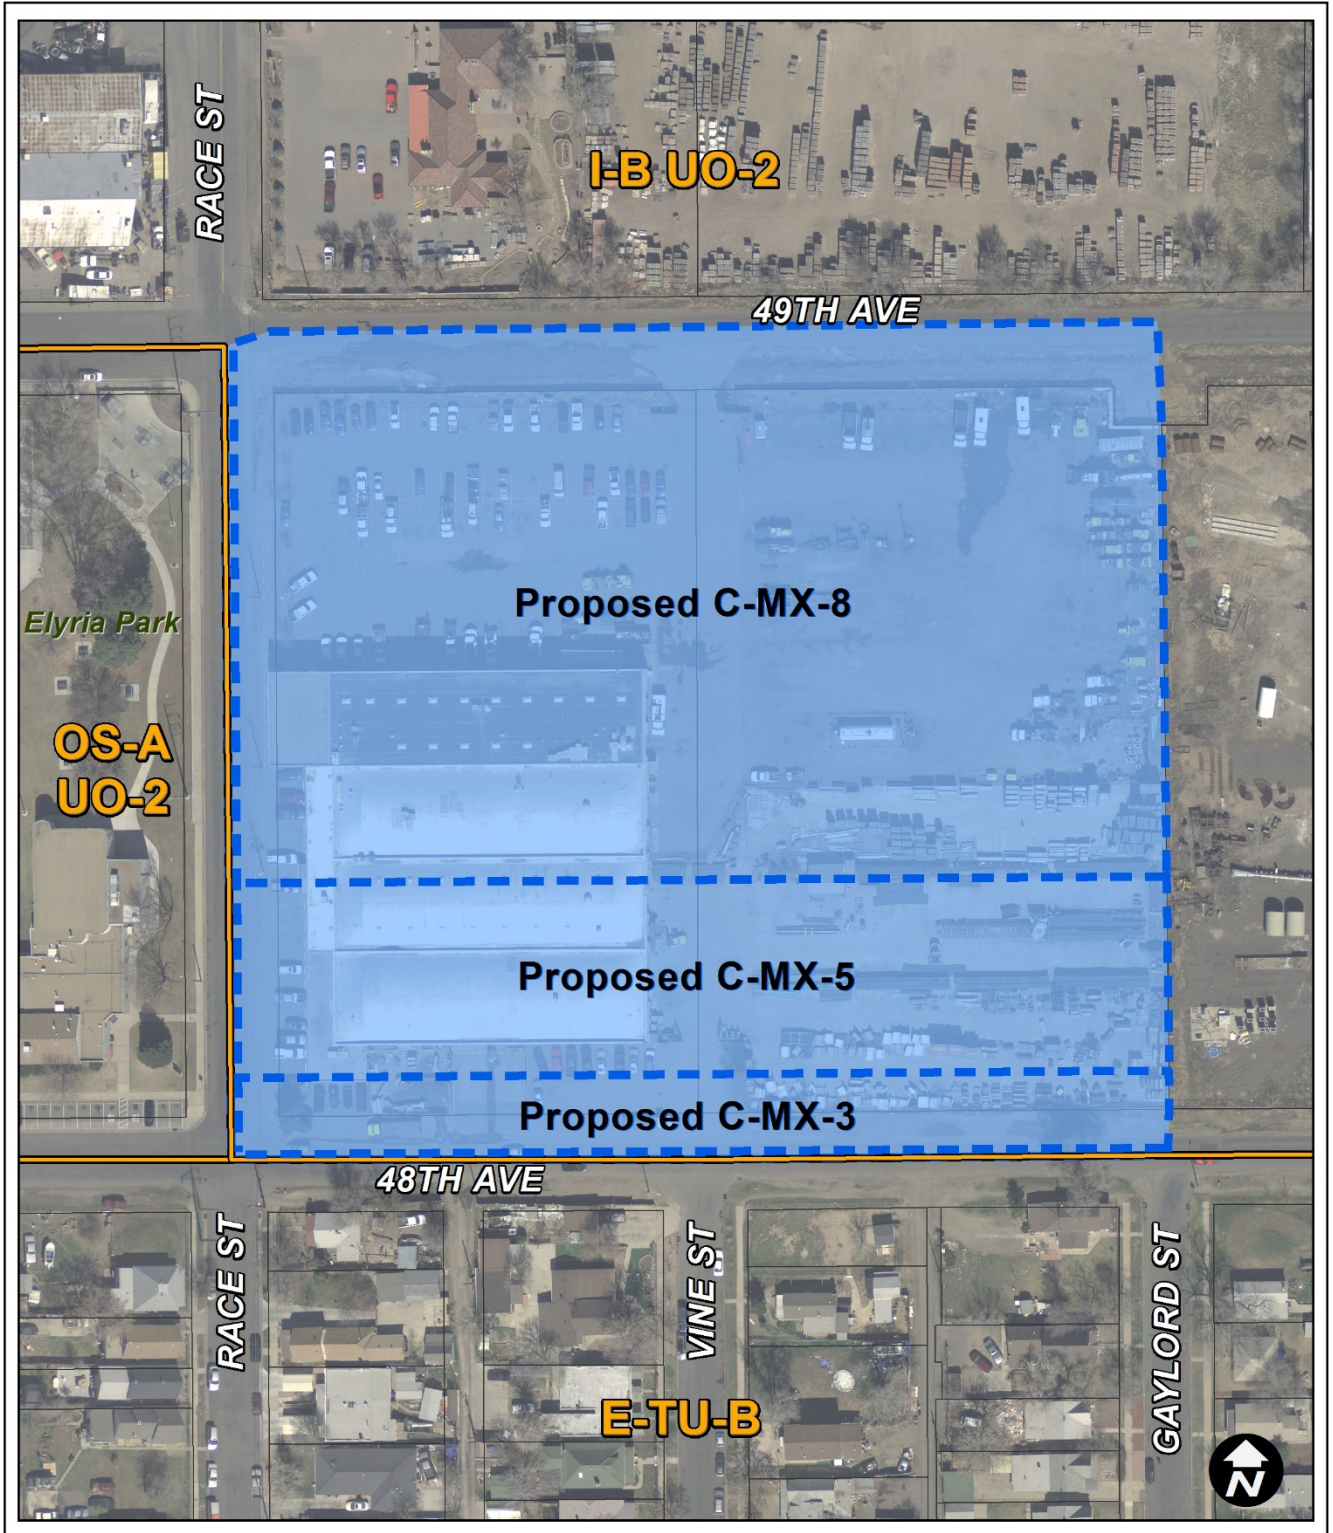 RACE ST
I-B UO-2
49TH AVE
Proposed C-MX-8
Elyria Park
OS-A
UO-2
Proposed C-MX-5
Proposed C-MX-3
48TH AVE
RACE ST
VINE ST
GAYLORD ST
E-TU-B
N